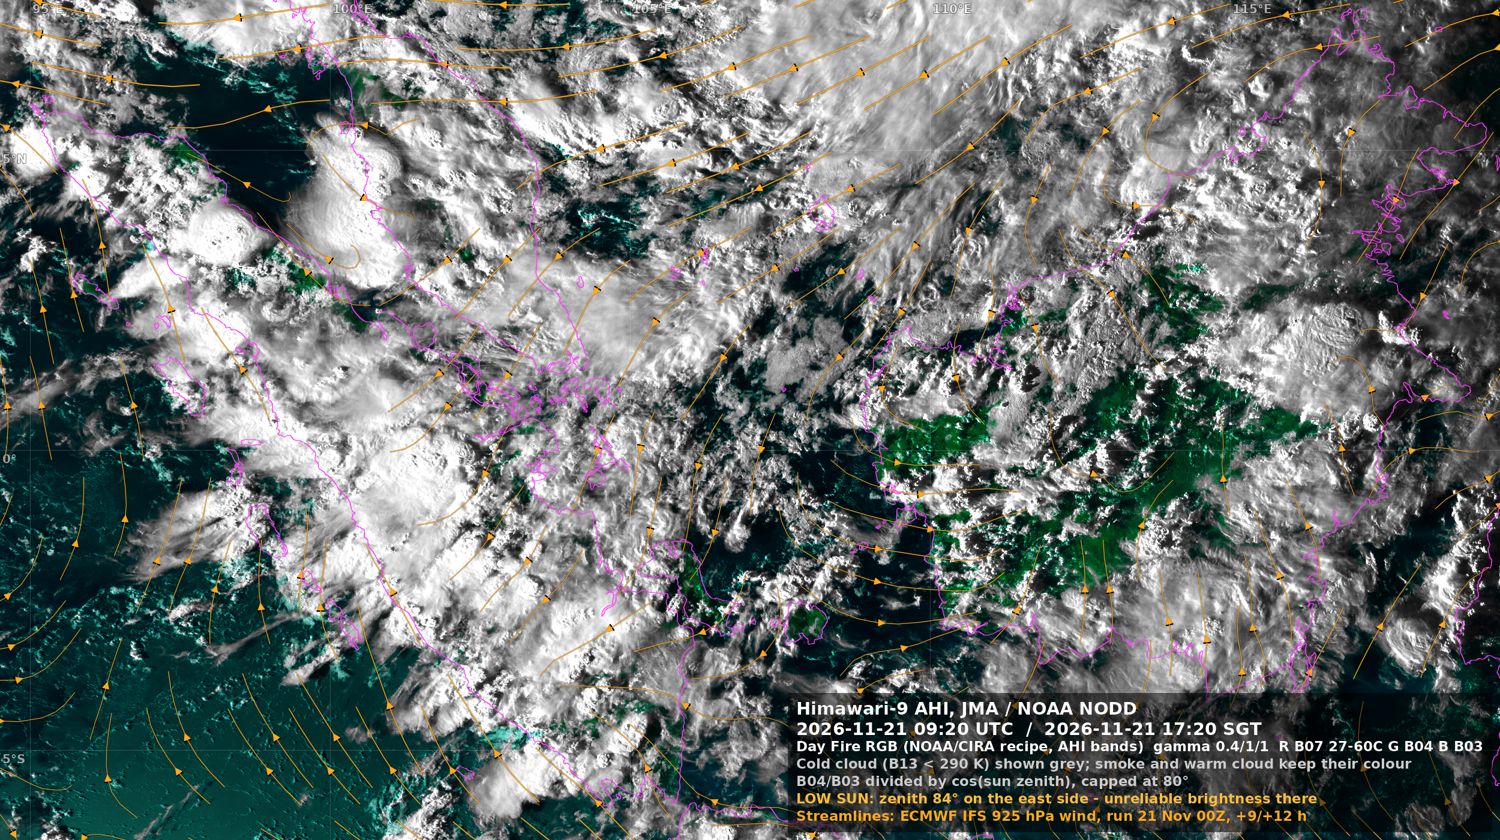 95°E 100°E 105°E 110°E 115°E
5°N
0°
5°S
Himawari-9 AHI, JMA / NOAA NODD
2026-11-21 09:20 UTC / 2026-11-21 17:20 SGT
Day Fire RGB (NOAA/CIRA recipe, AHI bands) gamma 0.4/1/1 R B07 27-60C G B04 B B03
Cold cloud (B13 < 290 K) shown grey; smoke and warm cloud keep their colour
B04/B03 divided by cos(sun zenith), capped at 80°
LOW SUN: zenith 84° on the east side - unreliable brightness there
Streamlines: ECMWF IFS 925 hPa wind, run 21 Nov 00Z, +9/+12 h